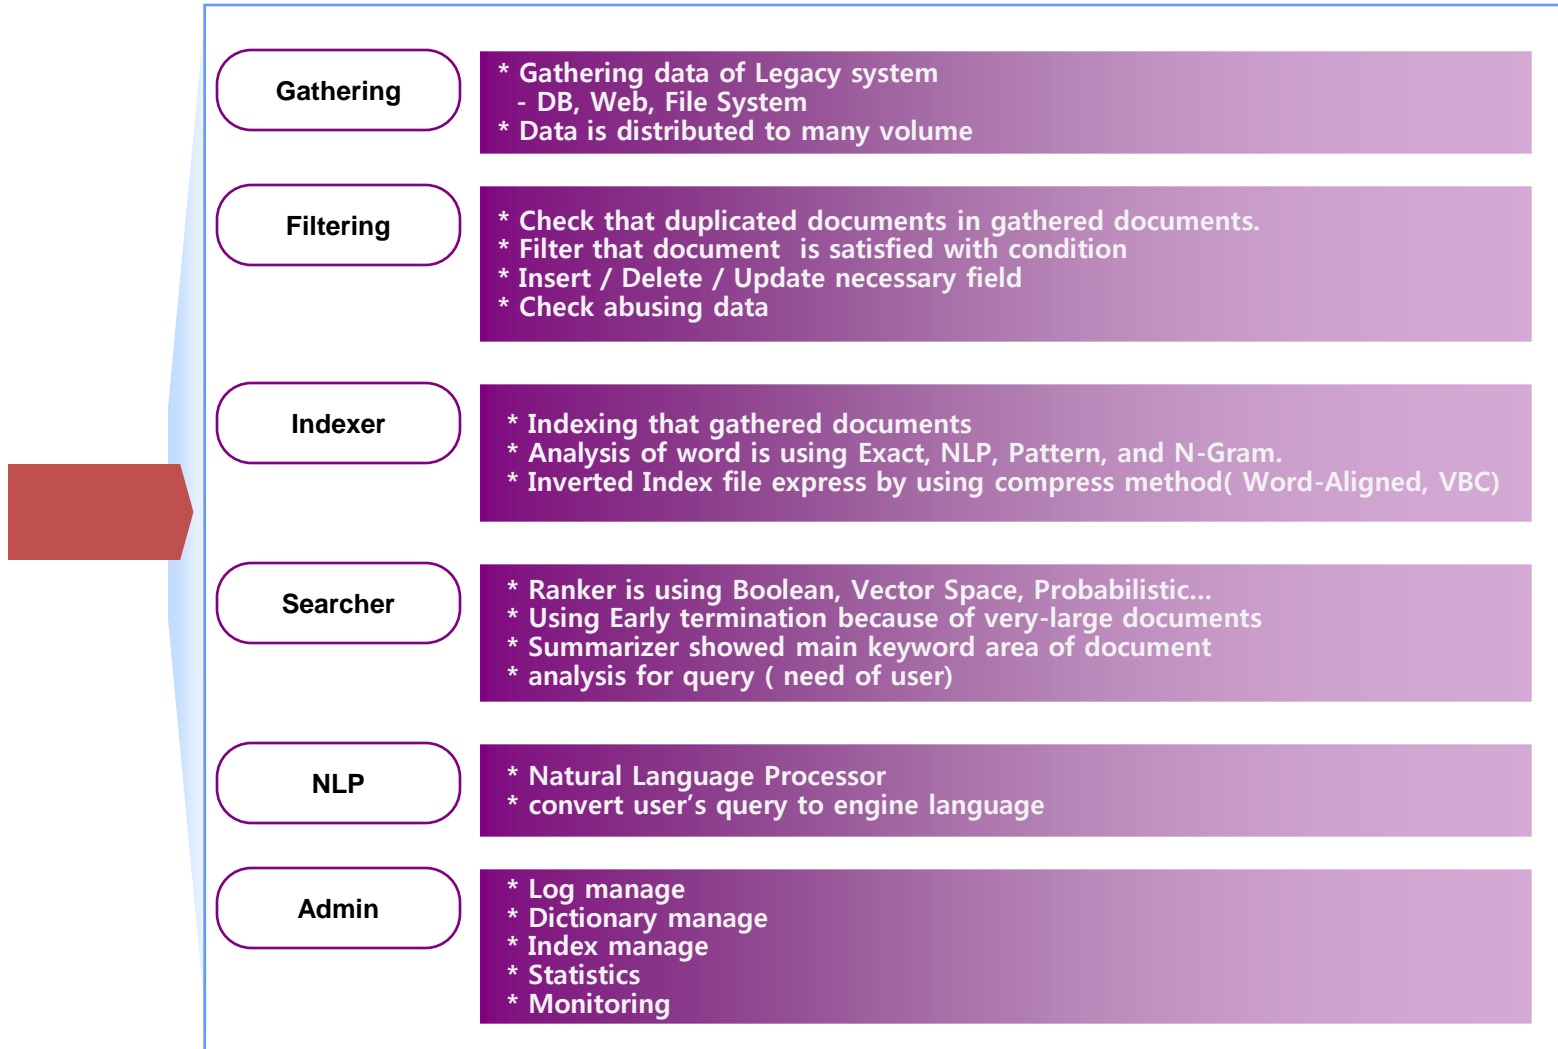 Gathering
* Gathering data of Legacy system
- DB, Web, File System
* Data is distributed to many volume
Filtering
* Check that duplicated documents in gathered documents.
* Filter that document  is satisfied with condition
* Insert / Delete / Update necessary field
* Check abusing data
Indexer
* Indexing that gathered documents
* Analysis of word is using Exact, NLP, Pattern, and N-Gram.
* Inverted Index file express by using compress method( Word-Aligned, VBC)
Searcher
* Ranker is using Boolean, Vector Space, Probabilistic...
* Using Early termination because of very-large documents
* Summarizer showed main keyword area of document
* analysis for query ( need of user)
NLP
* Natural Language Processor
* convert user’s query to engine language
Admin
* Log manage
* Dictionary manage
* Index manage
* Statistics
* Monitoring